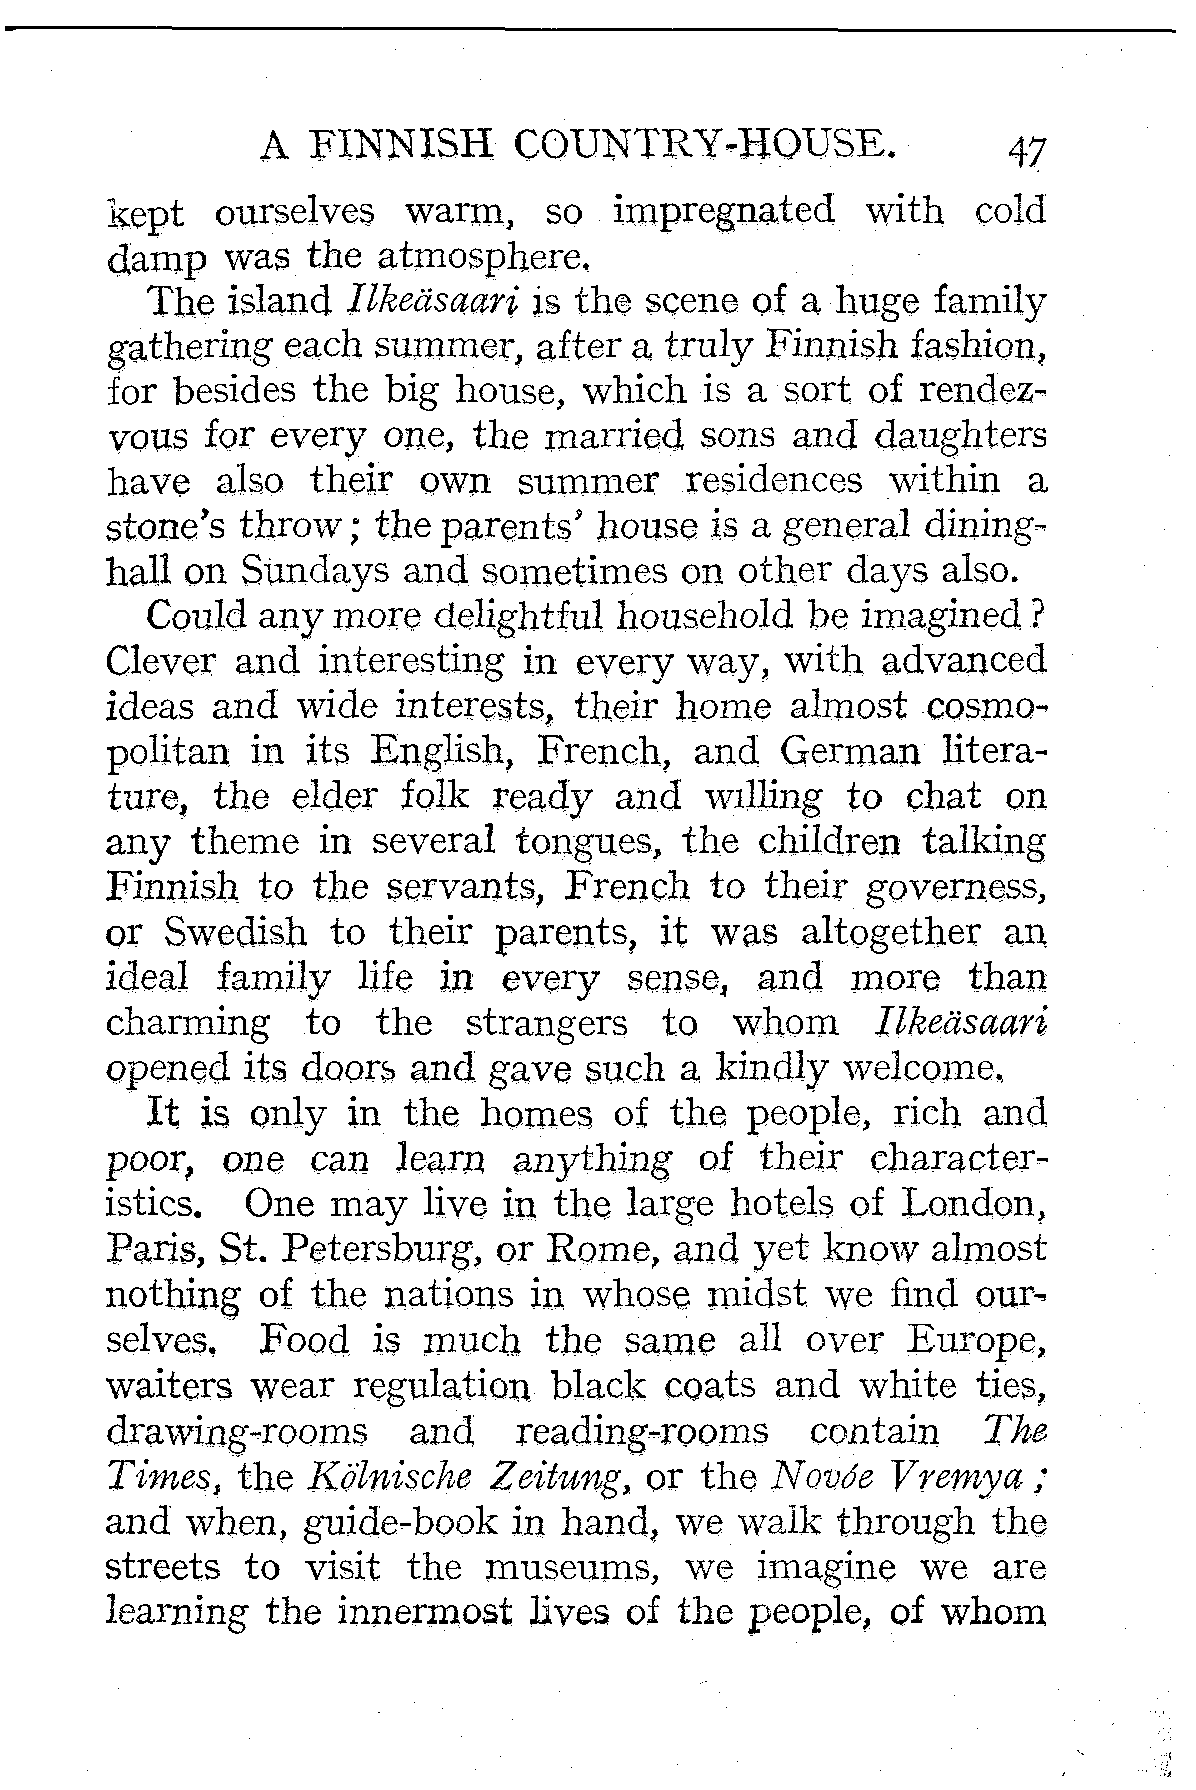 A FINNISH COUNTRY-HOUSE. 47
kept ourselves warm, so impregnated with cold
damp was the atmosphere.
The island Ilkeäsaari is the scene of a huge family
gathering each summer, after a truly Finnish fashion,
for besides the big house, which is a sort of rendez-
vous for every one, the married sons and daughters
have also their own summer residences within a
stone's throw; the parents' house is a general dining-
hall on Sundays and sometimes on other days also.
Could any more delightful household be imagined?
Clever and interesting in every way, with advanced
ideas and wide interests, their home almost cosmo-
politan in its English, French, and German litera-
ture, the elder folk ready and willing to chat on
any theme in several tongues, the children talking
Finnish to the servants, French to their governess,
or Swedish to their parents, it was altogether an
ideal family life in every sense, and more than
charming to the strangers to whom Ilkeäsaari
opened its doors and gave such a kindly welcome.
It is only in the homes of the people, rich and
poor, one can learn anything of their character-
istics. One may live in the large hotels of London,
Paris, St. Petersburg, or Rome, and yet know almost
nothing of the nations in whose midst we find our-
selves. Food is much the same all over Europe,
waiters wear regulation black coats and white ties,
drawing-rooms and reading-rooms contain The
Times, the Kölnische Zeitung, or the Novóe Vremya;
and when, guide-book in hand, we walk through the
streets to visit the museums, we imagine we are
learning the innermost lives of the people, of whom